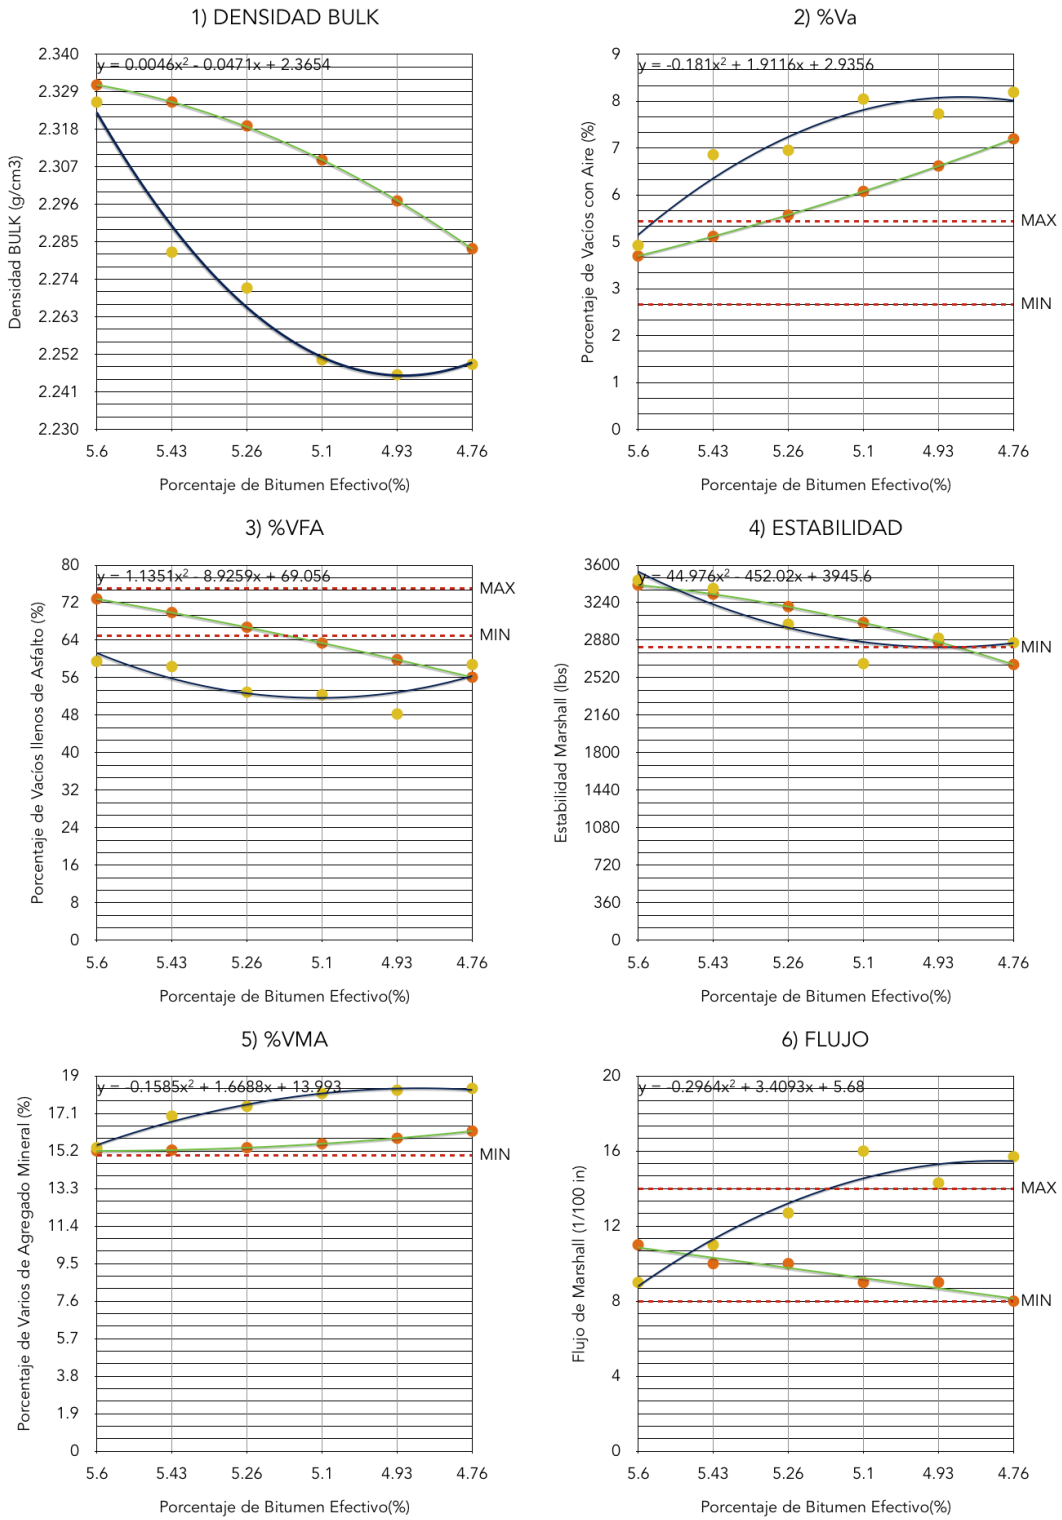 1) DENSIDAD BULK
y = 0.0046x² - 0.0471x + 2.3654
2.340
2.329
2.318
2.307
2.296
2.285
2.274
2.263
2.252
2.241
2.230
Densidad BULK (g/cm3)
5.6 5.43 5.26 5.1 4.93 4.76
Porcentaje de Bitumen Efectivo(%)
2) %Va
y = -0.181x² + 1.9116x + 2.9356
9
8
7
6
5
3
2
1
0
Porcentaje de Vacíos con Aire (%)
MAX
MIN
5.6 5.43 5.26 5.1 4.93 4.76
Porcentaje de Bitumen Efectivo(%)
3) %VFA
y = 1.1351x² - 8.9259x + 69.056
80
72
64
56
48
40
32
24
16
8
0
Porcentaje de Vacíos llenos de Asfalto (%)
MAX
MIN
5.6 5.43 5.26 5.1 4.93 4.76
Porcentaje de Bitumen Efectivo(%)
4) ESTABILIDAD
y = 44.976x² - 452.02x + 3945.6
3600
3240
2880
2520
2160
1800
1440
1080
720
360
0
Estabilidad Marshall (lbs)
MIN
5.6 5.43 5.26 5.1 4.93 4.76
Porcentaje de Bitumen Efectivo(%)
5) %VMA
y = -0.1585x² + 1.6688x + 13.993
19
17.1
15.2
13.3
11.4
9.5
7.6
5.7
3.8
1.9
0
Porcentaje de Varios de Agregado Mineral (%)
MIN
5.6 5.43 5.26 5.1 4.93 4.76
Porcentaje de Bitumen Efectivo(%)
6) FLUJO
y = -0.2964x² + 3.4093x + 5.68
20
16
12
8
4
0
Flujo de Marshall (1/100 in)
MAX
MIN
5.6 5.43 5.26 5.1 4.93 4.76
Porcentaje de Bitumen Efectivo(%)